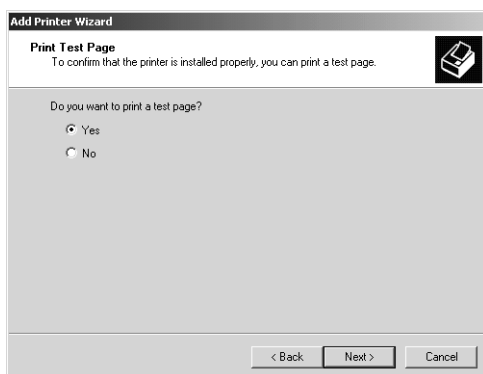 Add Printer Wizard
Print Test Page
To confirm that the printer is installed properly, you can print a test page.
Do you want to print a test page?
Yes
No
< Back
Next >
Cancel